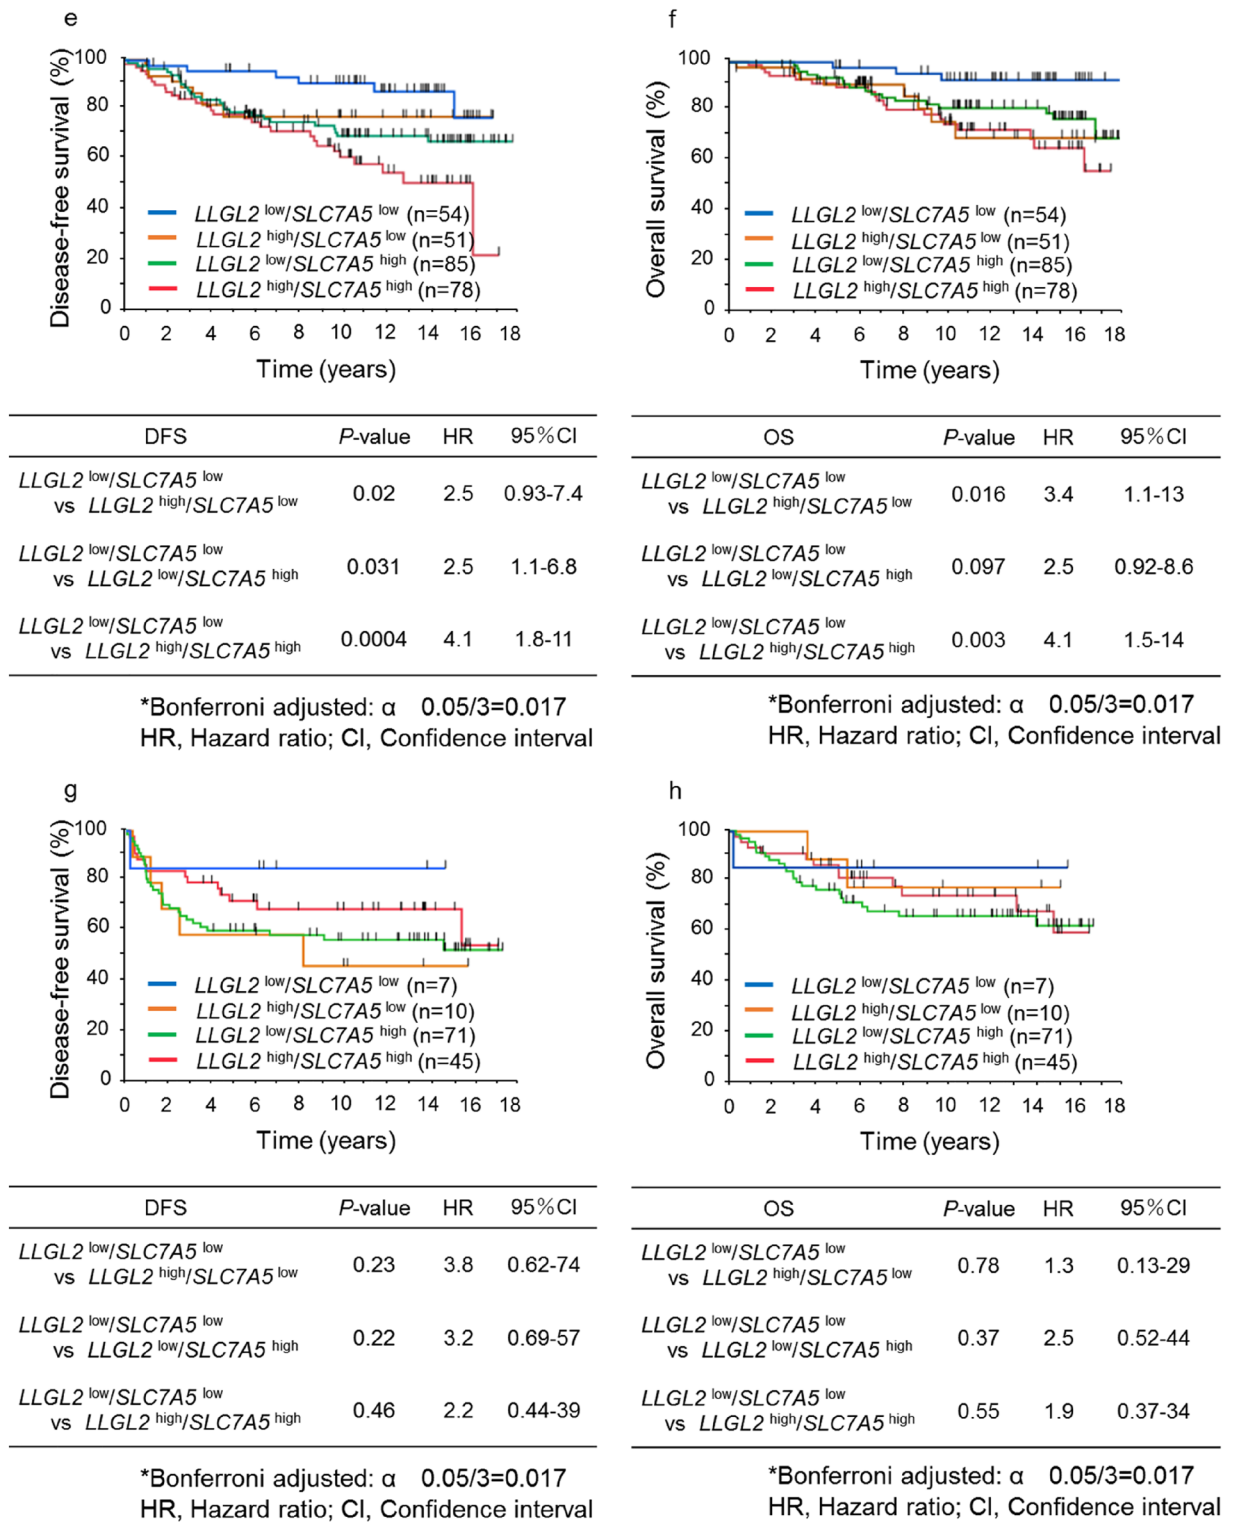 e
Disease-free survival (%)
100
80
60
40
20
0
LLGL2 low/SLC7A5 low (n=54)
LLGL2 high/SLC7A5 low (n=51)
LLGL2 low/SLC7A5 high (n=85)
LLGL2 high/SLC7A5 high (n=78)
0 2 4 6 8 10 12 14 16 18
Time (years)
DFS P-value HR 95%CI
LLGL2 low/SLC7A5 low
vs LLGL2 high/SLC7A5 low 0.02 2.5 0.93-7.4
LLGL2 low/SLC7A5 low
vs LLGL2 low/SLC7A5 high 0.031 2.5 1.1-6.8
LLGL2 low/SLC7A5 low
vs LLGL2 high/SLC7A5 high 0.0004 4.1 1.8-11
*Bonferroni adjusted: α 0.05/3=0.017
HR, Hazard ratio; CI, Confidence interval
f
Overall survival (%)
100
80
60
40
20
0
LLGL2 low/SLC7A5 low (n=54)
LLGL2 high/SLC7A5 low (n=51)
LLGL2 low/SLC7A5 high (n=85)
LLGL2 high/SLC7A5 high (n=78)
0 2 4 6 8 10 12 14 16 18
Time (years)
OS P-value HR 95%CI
LLGL2 low/SLC7A5 low
vs LLGL2 high/SLC7A5 low 0.016 3.4 1.1-13
LLGL2 low/SLC7A5 low
vs LLGL2 low/SLC7A5 high 0.097 2.5 0.92-8.6
LLGL2 low/SLC7A5 low
vs LLGL2 high/SLC7A5 high 0.003 4.1 1.5-14
*Bonferroni adjusted: α 0.05/3=0.017
HR, Hazard ratio; CI, Confidence interval
g
Disease-free survival (%)
100
80
60
40
20
0
LLGL2 low/SLC7A5 low (n=7)
LLGL2 high/SLC7A5 low (n=10)
LLGL2 low/SLC7A5 high (n=71)
LLGL2 high/SLC7A5 high (n=45)
0 2 4 6 8 10 12 14 16 18
Time (years)
DFS P-value HR 95%CI
LLGL2 low/SLC7A5 low
vs LLGL2 high/SLC7A5 low 0.23 3.8 0.62-74
LLGL2 low/SLC7A5 low
vs LLGL2 low/SLC7A5 high 0.22 3.2 0.69-57
LLGL2 low/SLC7A5 low
vs LLGL2 high/SLC7A5 high 0.46 2.2 0.44-39
*Bonferroni adjusted: α 0.05/3=0.017
HR, Hazard ratio; CI, Confidence interval
h
Overall survival (%)
100
80
60
40
20
0
LLGL2 low/SLC7A5 low (n=7)
LLGL2 high/SLC7A5 low (n=10)
LLGL2 low/SLC7A5 high (n=71)
LLGL2 high/SLC7A5 high (n=45)
0 2 4 6 8 10 12 14 16 18
Time (years)
OS P-value HR 95%CI
LLGL2 low/SLC7A5 low
vs LLGL2 high/SLC7A5 low 0.78 1.3 0.13-29
LLGL2 low/SLC7A5 low
vs LLGL2 low/SLC7A5 high 0.37 2.5 0.52-44
LLGL2 low/SLC7A5 low
vs LLGL2 high/SLC7A5 high 0.55 1.9 0.37-34
*Bonferroni adjusted: α 0.05/3=0.017
HR, Hazard ratio; CI, Confidence interval